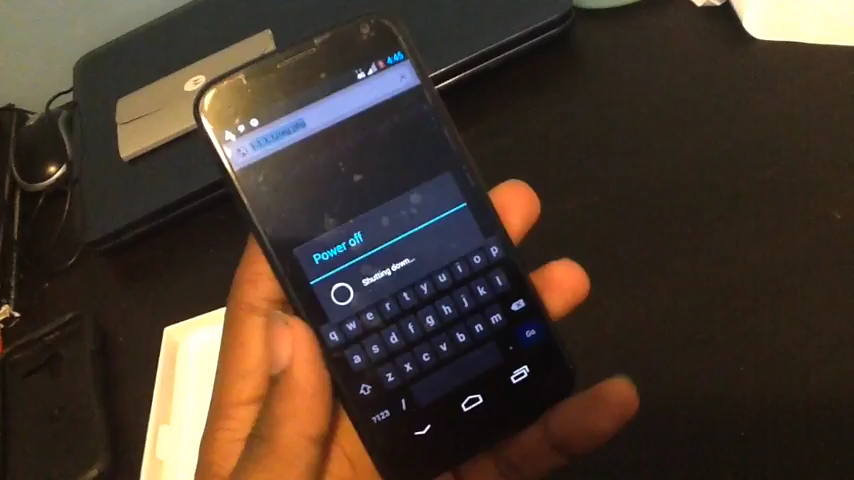 4:45
Power off
Shutting down...
q w e r t y u i o p
a s d f g h j k l
z x c v b n m
?123 / . Go